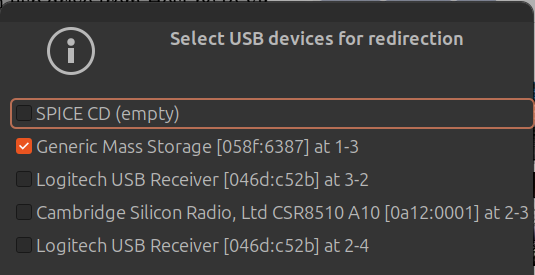 Select USB devices for redirection
SPICE CD (empty)
Generic Mass Storage [058f:6387] at 1-3
Logitech USB Receiver [046d:c52b] at 3-2
Cambridge Silicon Radio, Ltd CSR8510 A10 [0a12:0001] at 2-3
Logitech USB Receiver [046d:c52b] at 2-4